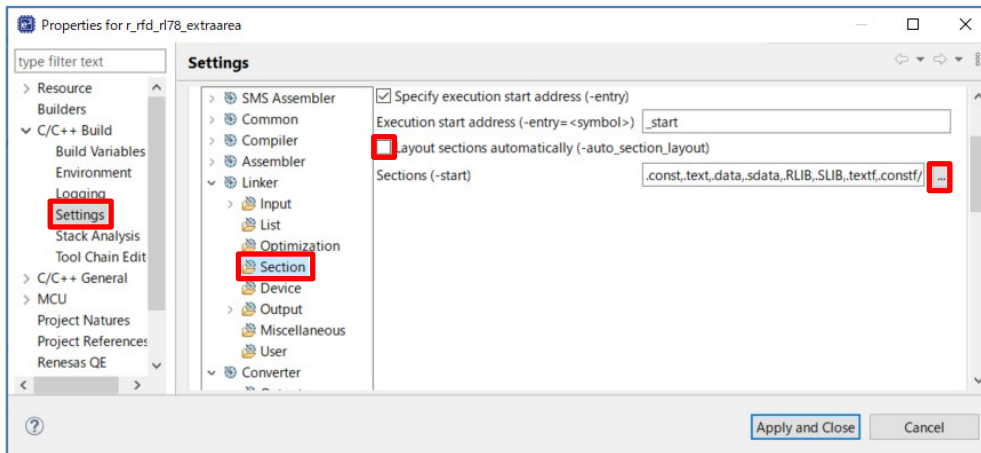 Properties for r_rfd_rl78_extraarea
type filter text
Resource
Builders
C/C++ Build
Build Variables
Environment
Logging
Settings
Stack Analysis
Tool Chain Edit
C/C++ General
MCU
Project Natures
Project References
Renesas QE
Settings
SMS Assembler
Common
Compiler
Assembler
Linker
Input
List
Optimization
Section
Device
Output
Miscellaneous
User
Converter
Specify execution start address (-entry)
Execution start address (-entry=<symbol>) _start
Layout sections automatically (-auto_section_layout)
Sections (-start) .const,.text,.data,.sdata,.RLIB,.SLIB,.textf,.constf/ ...
Apply and Close Cancel